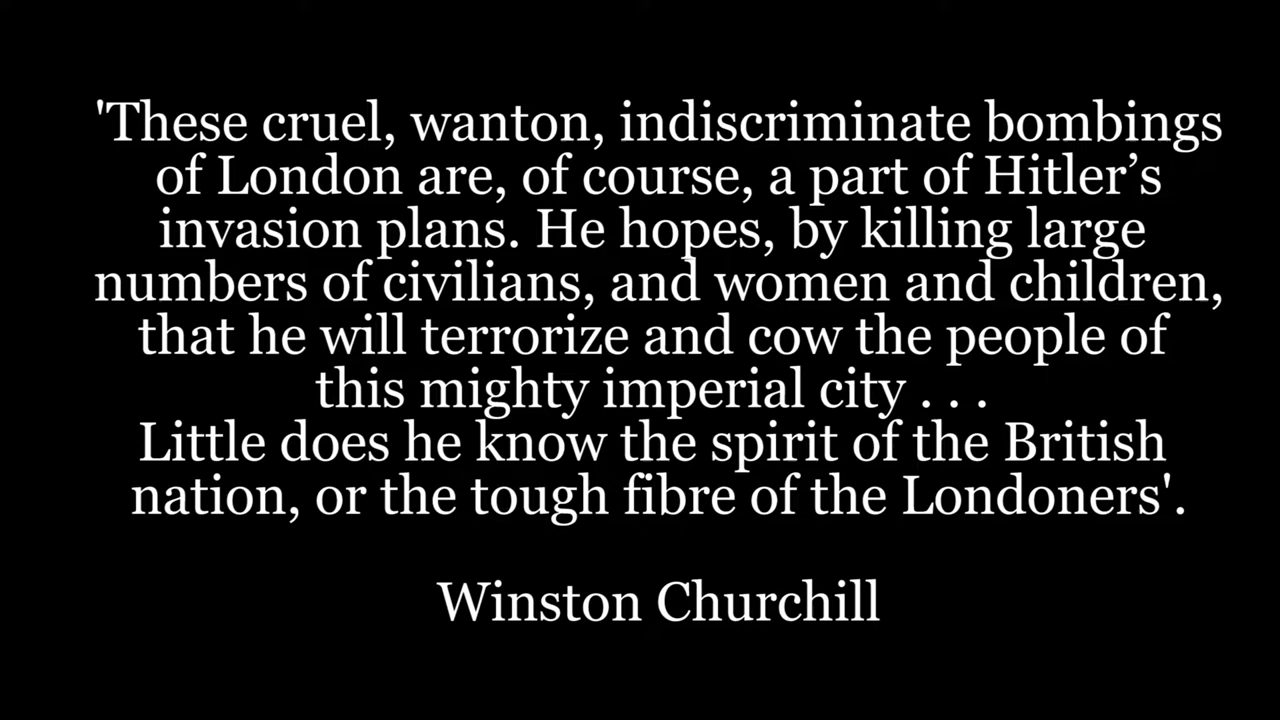 'These cruel, wanton, indiscriminate bombings
of London are, of course, a part of Hitler’s
invasion plans. He hopes, by killing large
numbers of civilians, and women and children,
that he will terrorize and cow the people of
this mighty imperial city . . .
Little does he know the spirit of the British
nation, or the tough fibre of the Londoners'.
Winston Churchill